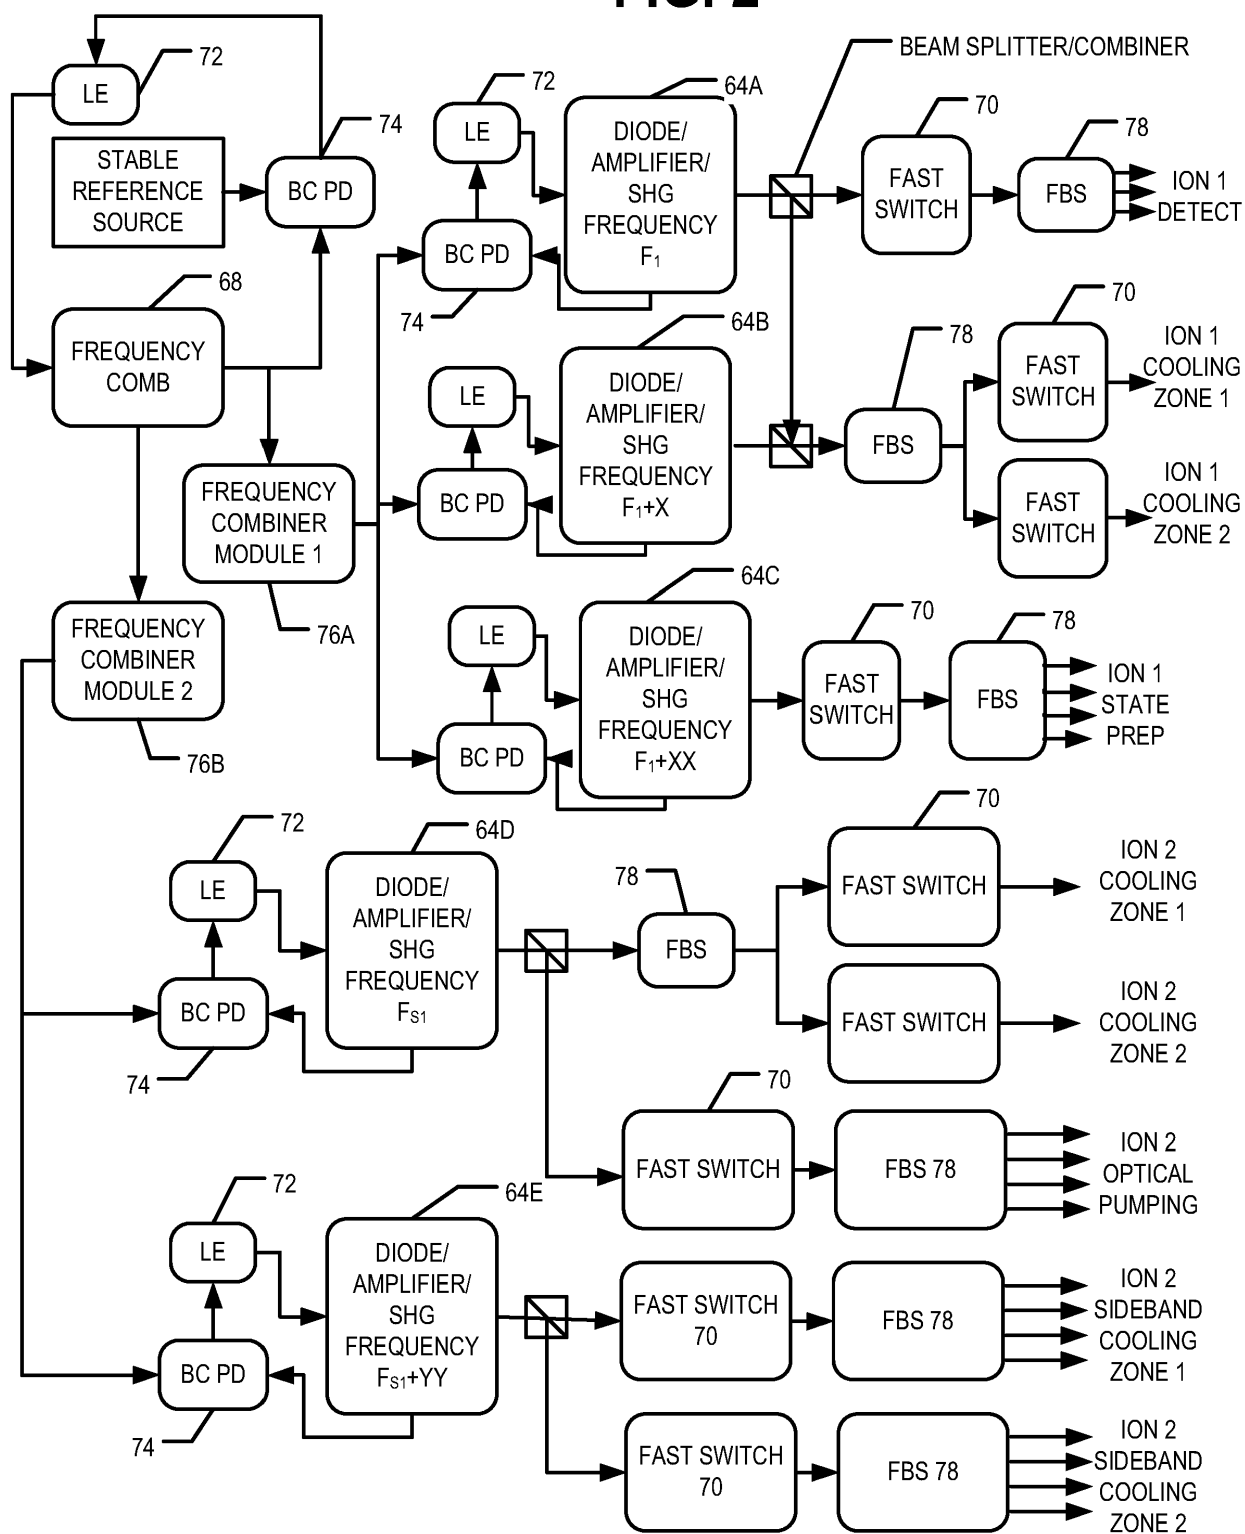 72
LE
STABLE
REFERENCE
SOURCE
74
BC PD
68
FREQUENCY
COMB
FREQUENCY
COMBINER
MODULE 1
76A
FREQUENCY
COMBINER
MODULE 2
76B
BEAM SPLITTER/COMBINER
72
LE
BC PD
74
64A
DIODE/
AMPLIFIER/
SHG
FREQUENCY
F1
70
FAST
SWITCH
78
FBS
ION 1
DETECT
LE
BC PD
64B
DIODE/
AMPLIFIER/
SHG
FREQUENCY
F1+X
78
FBS
70
FAST
SWITCH
ION 1
COOLING
ZONE 1
FAST
SWITCH
ION 1
COOLING
ZONE 2
LE
BC PD
64C
DIODE/
AMPLIFIER/
SHG
FREQUENCY
F1+XX
70
FAST
SWITCH
78
FBS
ION 1
STATE
PREP
72
LE
BC PD
74
64D
DIODE/
AMPLIFIER/
SHG
FREQUENCY
FS1
78
FBS
70
FAST SWITCH
ION 2
COOLING
ZONE 1
FAST SWITCH
ION 2
COOLING
ZONE 2
70
FAST SWITCH
FBS 78
ION 2
OPTICAL
PUMPING
72
LE
BC PD
74
64E
DIODE/
AMPLIFIER/
SHG
FREQUENCY
FS1+YY
FAST SWITCH
70
FBS 78
ION 2
SIDEBAND
COOLING
ZONE 1
FAST SWITCH
70
FBS 78
ION 2
SIDEBAND
COOLING
ZONE 2